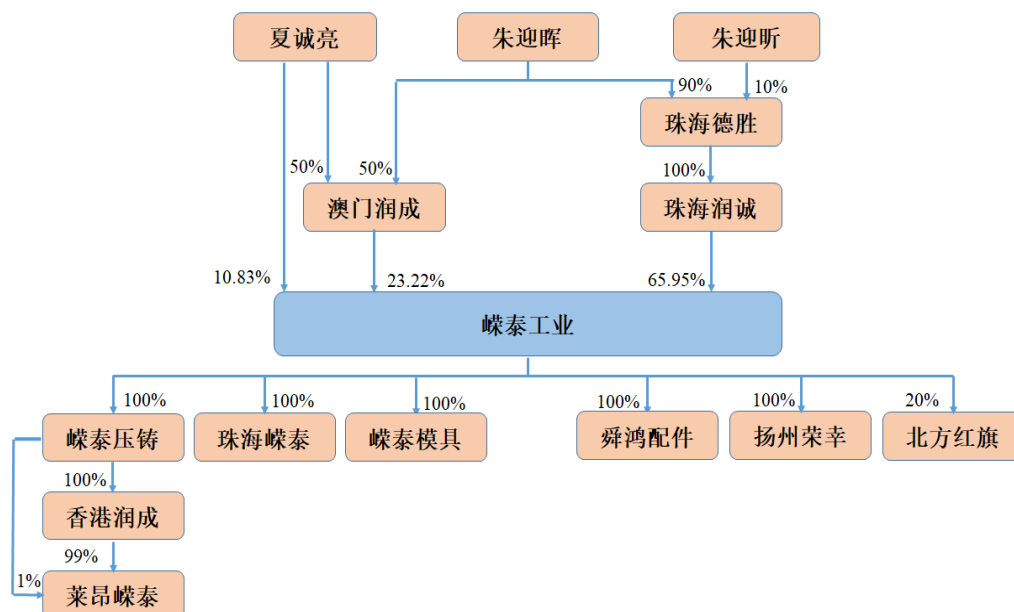 夏诚亮
朱迎晖
朱迎昕
90%
10%
珠海德胜
50%
50%
100%
澳门润成
珠海润诚
10.83%
23.22%
65.95%
嵘泰工业
100%
100%
100%
100%
100%
20%
嵘泰压铸
珠海嵘泰
嵘泰模具
舜鸿配件
扬州荣幸
北方红旗
100%
香港润成
99%
1%
莱昂嵘泰